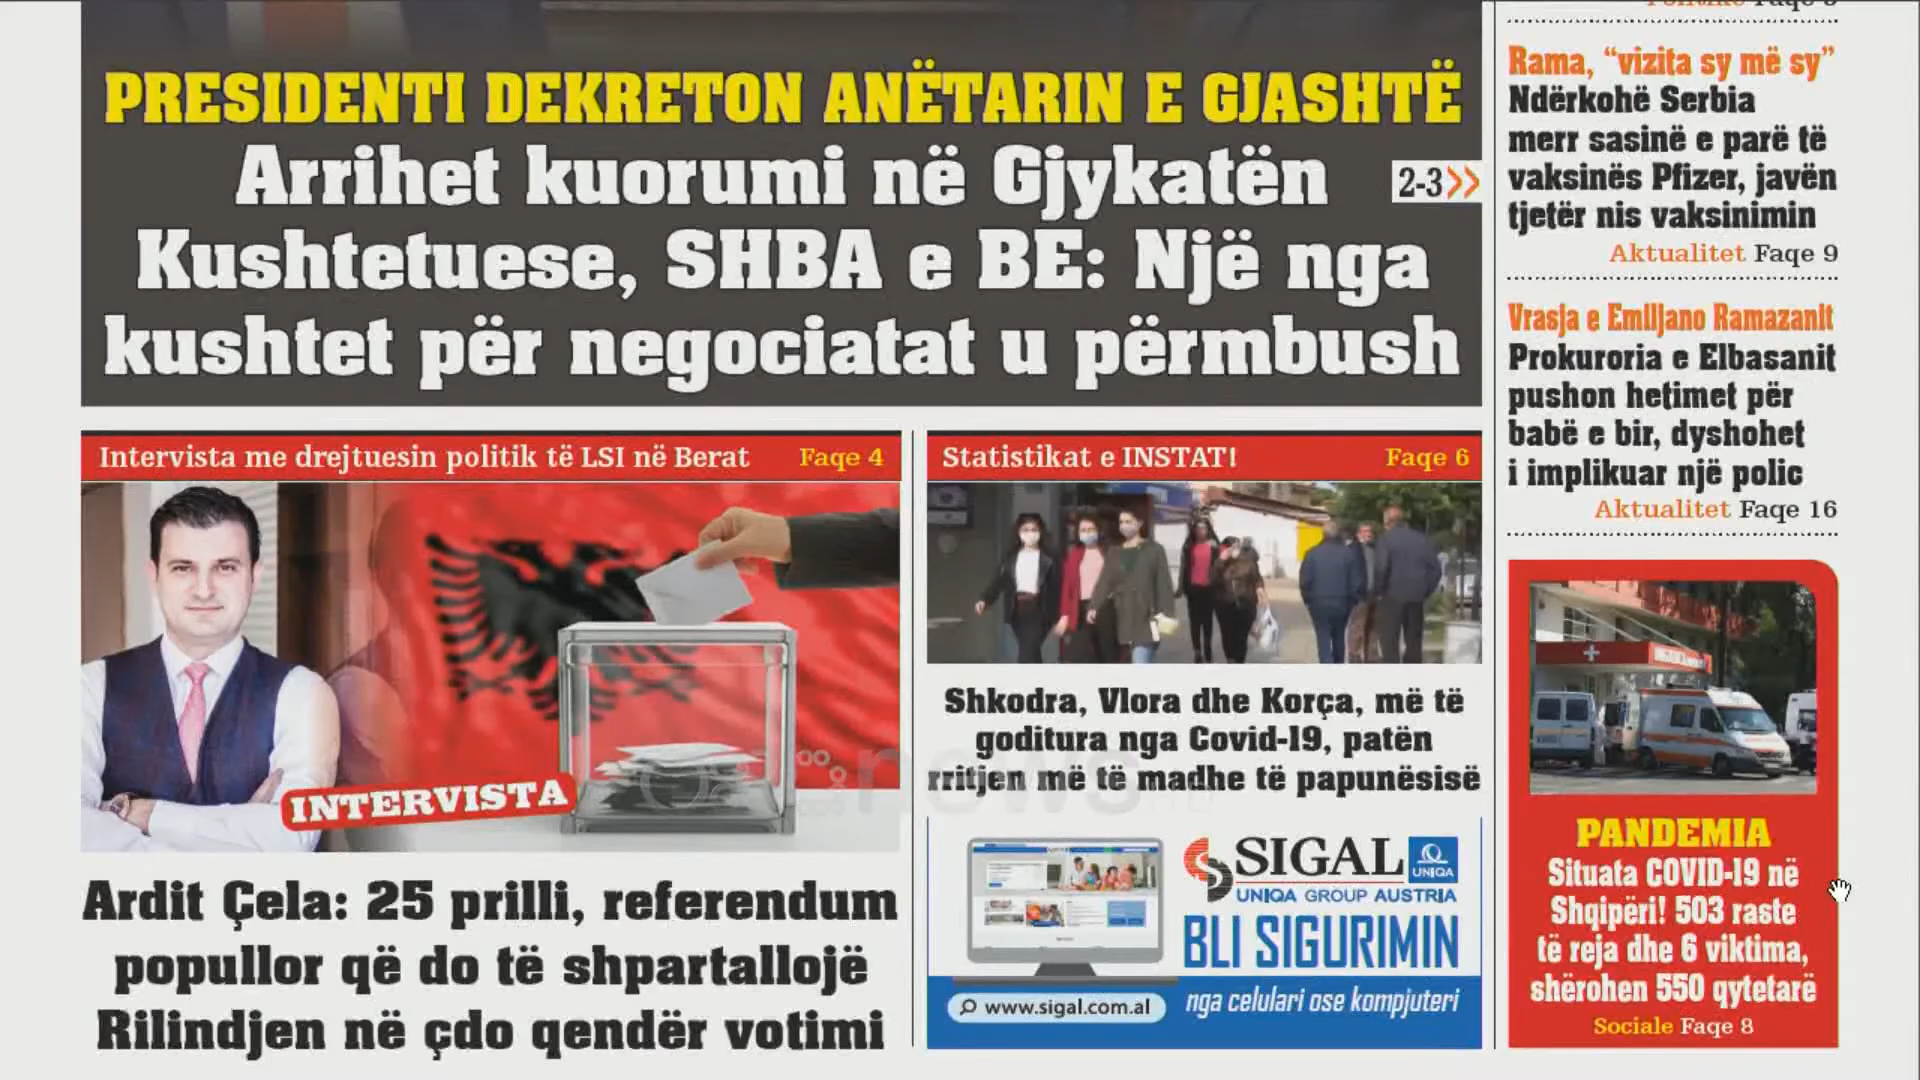 PRESIDENTI DEKRETON ANËTARIN E GJASHTË
Arrihet kuorumi në Gjykatën
Kushtetuese, SHBA e BE: Një nga
kushtet për negociatat u përmbush
2-3
Intervista me drejtuesin politik të LSI në Berat Faqe 4
INTERVISTA
Ardit Çela: 25 prilli, referendum
popullor që do të shpartallojë
Rilindjen në çdo qendër votimi
Statistikat e INSTAT! Faqe 6
Shkodra, Vlora dhe Korça, më të
goditura nga Covid-19, patën
rritjen më të madhe të papunësisë
news
SIGAL
UNIQA
UNIQA GROUP AUSTRIA
BLI SIGURIMIN
www.sigal.com.al
nga celulari ose kompjuteri
Politikë Faqe
Rama, “vizita sy më sy”
Ndërkohë Serbia
merr sasinë e parë të
vaksinës Pfizer, javën
tjetër nis vaksinimin
Aktualitet Faqe 9
Vrasja e Emiljano Ramazanit
Prokuroria e Elbasanit
pushon hetimet për
babë e bir, dyshohet
i implikuar një polic
Aktualitet Faqe 16
PANDEMIA
Situata COVID-19 në
Shqipëri! 503 raste
të reja dhe 6 viktima,
shërohen 550 qytetarë
Sociale Faqe 8